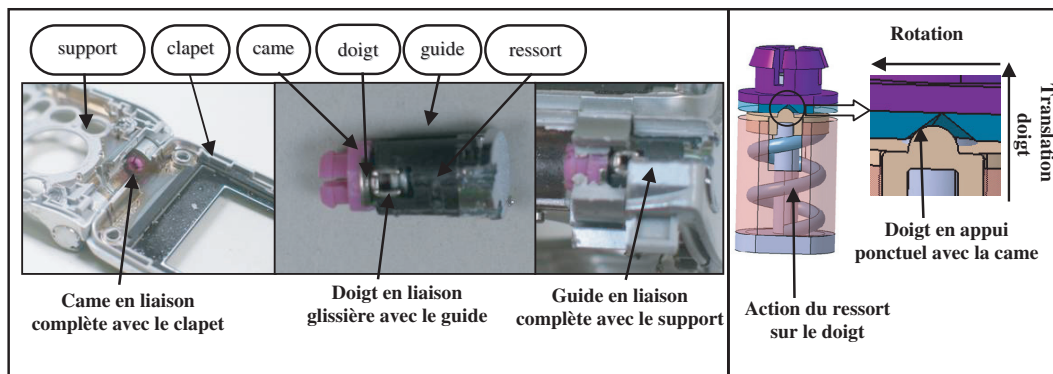 support
clapet
came
doigt
guide
ressort
Came en liaison
complète avec le clapet
Doigt en liaison
glissière avec le guide
Guide en liaison
complète avec le support
Rotation
Translation
doigt
Doigt en appui
ponctuel avec la came
Action du ressort
sur le doigt